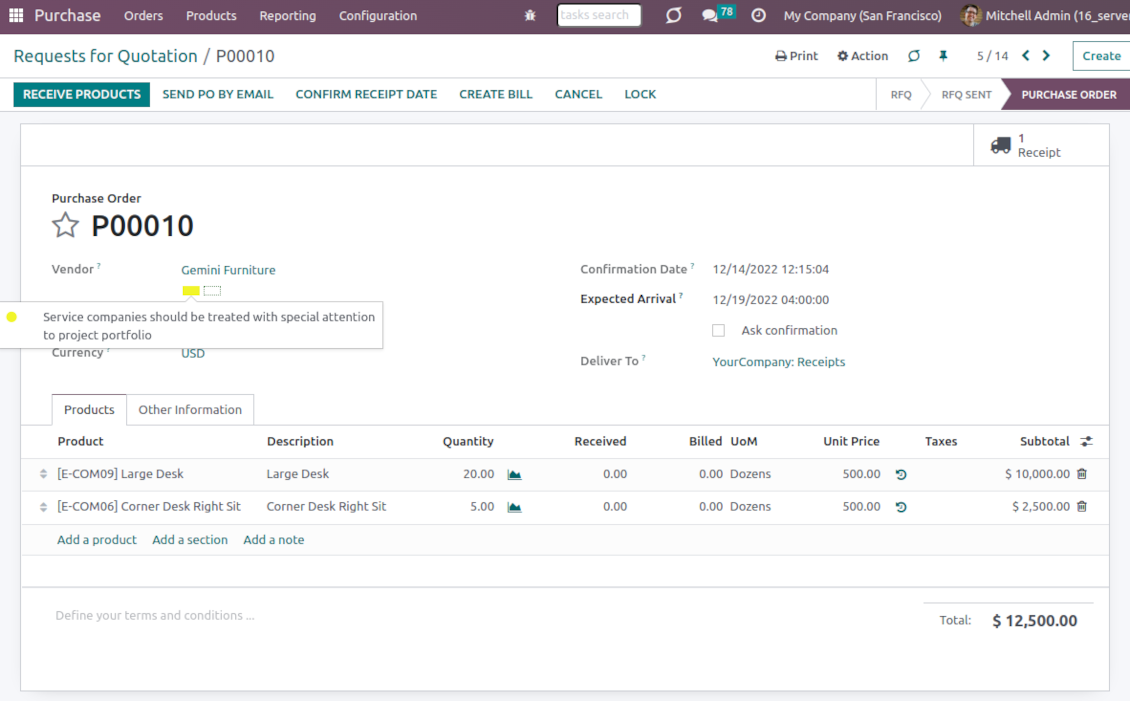 Purchase Orders Products Reporting Configuration tasks search 78 My Company (San Francisco) Mitchell Admin (16_server
Requests for Quotation / P00010 Print Action 5 / 14 Create
RECEIVE PRODUCTS SEND PO BY EMAIL CONFIRM RECEIPT DATE CREATE BILL CANCEL LOCK RFQ RFQ SENT PURCHASE ORDER
1
Receipt
Purchase Order
P00010
Vendor ? Gemini Furniture Confirmation Date ? 12/14/2022 12:15:04
Expected Arrival ? 12/19/2022 04:00:00
Service companies should be treated with special attention
to project portfolio
Ask confirmation
Currency ? USD
Deliver To ? YourCompany: Receipts
Products Other Information
Product Description Quantity Received Billed UoM Unit Price Taxes Subtotal
[E-COM09] Large Desk Large Desk 20.00 0.00 0.00 Dozens 500.00 $ 10,000.00
[E-COM06] Corner Desk Right Sit Corner Desk Right Sit 5.00 0.00 0.00 Dozens 500.00 $ 2,500.00
Add a product Add a section Add a note
Define your terms and conditions ...
Total: $ 12,500.00